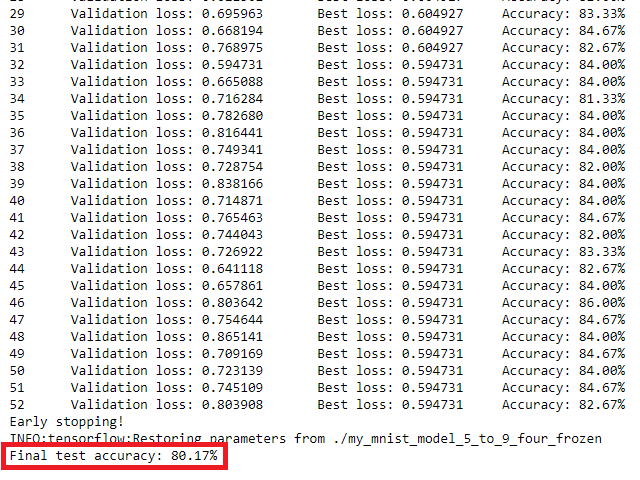 29 Validation loss: 0.695963 Best loss: 0.604927 Accuracy: 83.33%
30 Validation loss: 0.668194 Best loss: 0.604927 Accuracy: 84.67%
31 Validation loss: 0.768975 Best loss: 0.604927 Accuracy: 82.67%
32 Validation loss: 0.594731 Best loss: 0.594731 Accuracy: 84.00%
33 Validation loss: 0.665088 Best loss: 0.594731 Accuracy: 84.00%
34 Validation loss: 0.716284 Best loss: 0.594731 Accuracy: 81.33%
35 Validation loss: 0.782680 Best loss: 0.594731 Accuracy: 84.00%
36 Validation loss: 0.816441 Best loss: 0.594731 Accuracy: 84.00%
37 Validation loss: 0.749341 Best loss: 0.594731 Accuracy: 84.00%
38 Validation loss: 0.728754 Best loss: 0.594731 Accuracy: 82.00%
39 Validation loss: 0.838166 Best loss: 0.594731 Accuracy: 84.00%
40 Validation loss: 0.714871 Best loss: 0.594731 Accuracy: 84.00%
41 Validation loss: 0.765463 Best loss: 0.594731 Accuracy: 84.67%
42 Validation loss: 0.744043 Best loss: 0.594731 Accuracy: 82.00%
43 Validation loss: 0.726922 Best loss: 0.594731 Accuracy: 83.33%
44 Validation loss: 0.641118 Best loss: 0.594731 Accuracy: 82.67%
45 Validation loss: 0.657861 Best loss: 0.594731 Accuracy: 84.00%
46 Validation loss: 0.803642 Best loss: 0.594731 Accuracy: 86.00%
47 Validation loss: 0.754644 Best loss: 0.594731 Accuracy: 84.67%
48 Validation loss: 0.865141 Best loss: 0.594731 Accuracy: 84.00%
49 Validation loss: 0.709169 Best loss: 0.594731 Accuracy: 84.67%
50 Validation loss: 0.723139 Best loss: 0.594731 Accuracy: 84.00%
51 Validation loss: 0.745109 Best loss: 0.594731 Accuracy: 84.67%
52 Validation loss: 0.803908 Best loss: 0.594731 Accuracy: 82.67%
Early stopping!
INFO:tensorflow:Restoring parameters from ./my_mnist_model_5_to_9_four_frozen
Final test accuracy: 80.17%